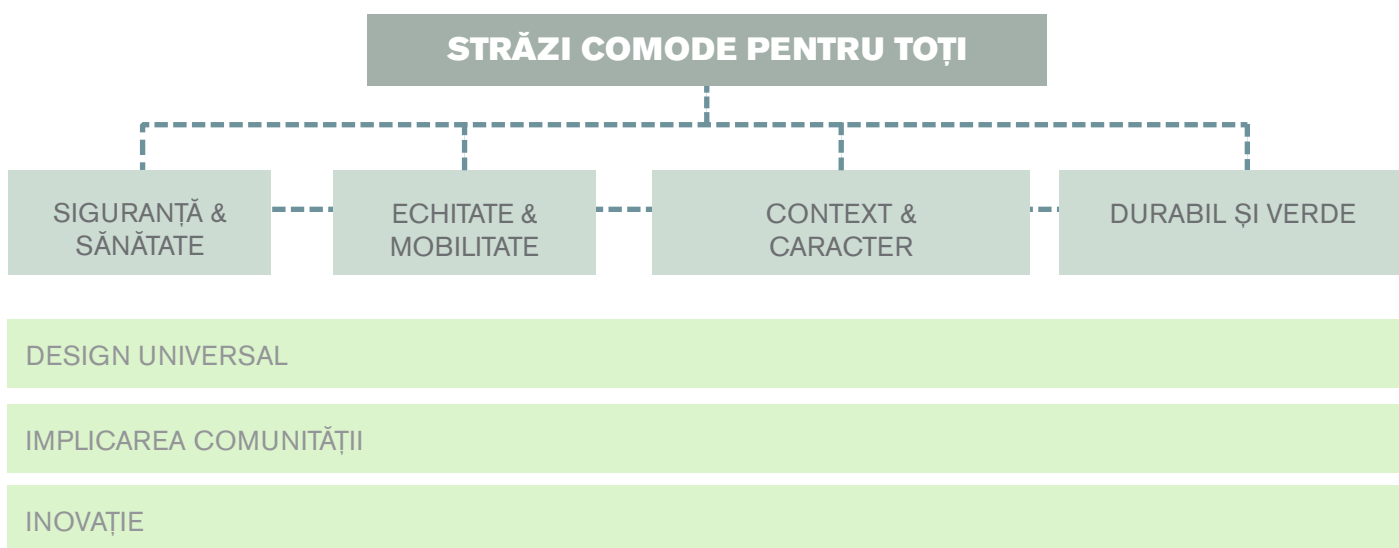 STRĂZI COMODE PENTRU TOȚI
SIGURANȚĂ &
SĂNĂTATE
ECHITATE &
MOBILITATE
CONTEXT &
CARACTER
DURABIL ȘI VERDE
DESIGN UNIVERSAL
IMPLICAREA COMUNITĂȚII
INOVAȚIE